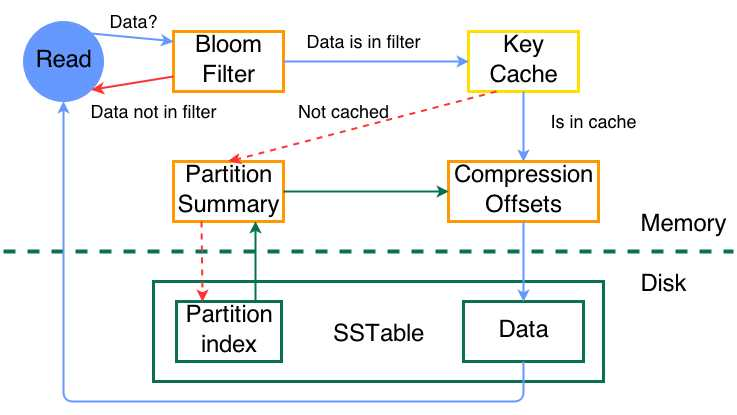 Data?
Read
Bloom
Filter
Data is in filter
Key
Cache
Data not in filter
Not cached
Is in cache
Partition
Summary
Compression
Offsets
Memory
Disk
Partition
index
SSTable
Data